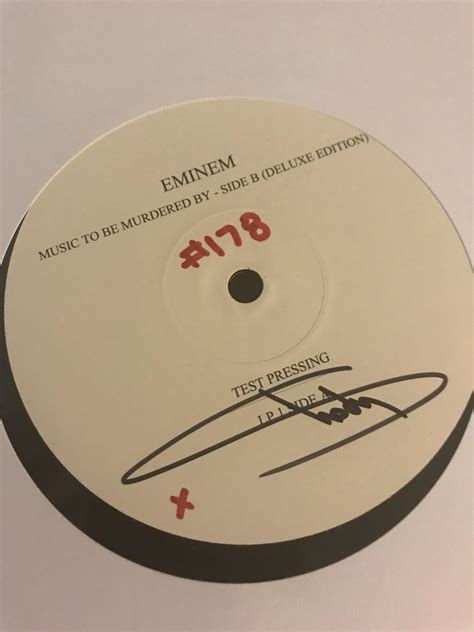 EMINEM
MUSIC TO BE MURDERED BY - SIDE B (DELUXE EDITION)
#178
TEST PRESSING
LP 1 SIDE A
x